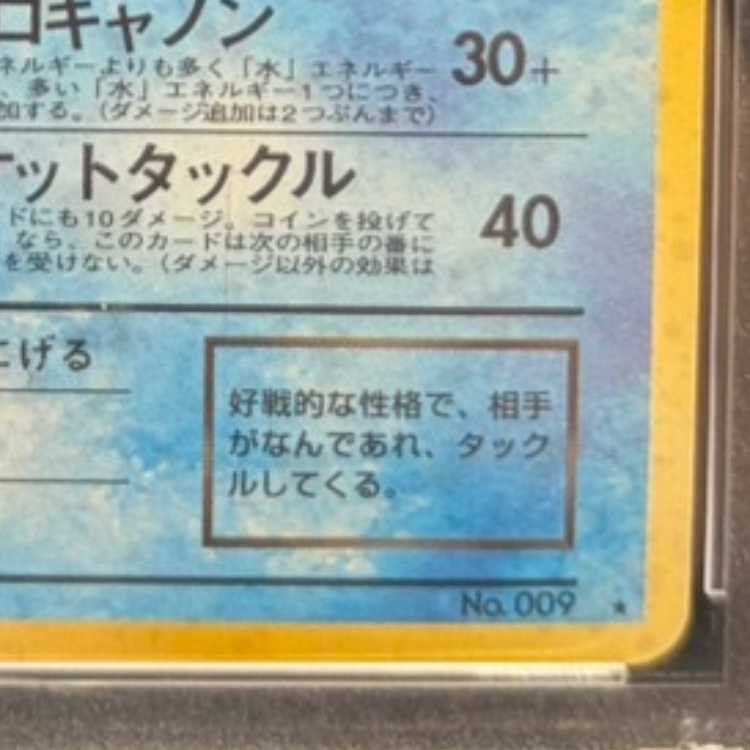 ロキャノン
30+
ネルギーよりも多く「水」エネルギー
、多い「水」エネルギー1つにつき、
加する。(ダメージ追加は2つぶんまで)
ケットタックル
40
ドにも10ダメージ。コインを投げて
なら、このカードは次の相手の番に
を受けない。(ダメージ以外の効果は
にげる
好戦的な性格で、相手
がなんであれ、タック
ルしてくる。
No. 009 ★